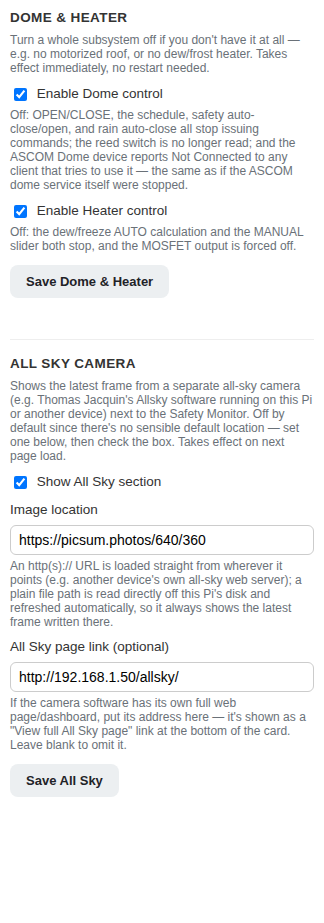 DOME & HEATER
Turn a whole subsystem off if you don't have it at all —
e.g. no motorized roof, or no dew/frost heater. Takes
effect immediately, no restart needed.
Enable Dome control
Off: OPEN/CLOSE, the schedule, safety auto-
close/open, and rain auto-close all stop issuing
commands; the reed switch is no longer read; and the
ASCOM Dome device reports Not Connected to any
client that tries to use it — the same as if the ASCOM
dome service itself were stopped.
Enable Heater control
Off: the dew/freeze AUTO calculation and the MANUAL
slider both stop, and the MOSFET output is forced off.
Save Dome & Heater
ALL SKY CAMERA
Shows the latest frame from a separate all-sky camera
(e.g. Thomas Jacquin's Allsky software running on this Pi
or another device) next to the Safety Monitor. Off by
default since there's no sensible default location — set
one below, then check the box. Takes effect on next
page load.
Show All Sky section
Image location
https://picsum.photos/640/360
An http(s):// URL is loaded straight from wherever it
points (e.g. another device's own all-sky web server); a
plain file path is read directly off this Pi's disk and
refreshed automatically, so it always shows the latest
frame written there.
All Sky page link (optional)
http://192.168.1.50/allsky/
If the camera software has its own full web
page/dashboard, put its address here — it's shown as a
"View full All Sky page" link at the bottom of the card.
Leave blank to omit it.
Save All Sky